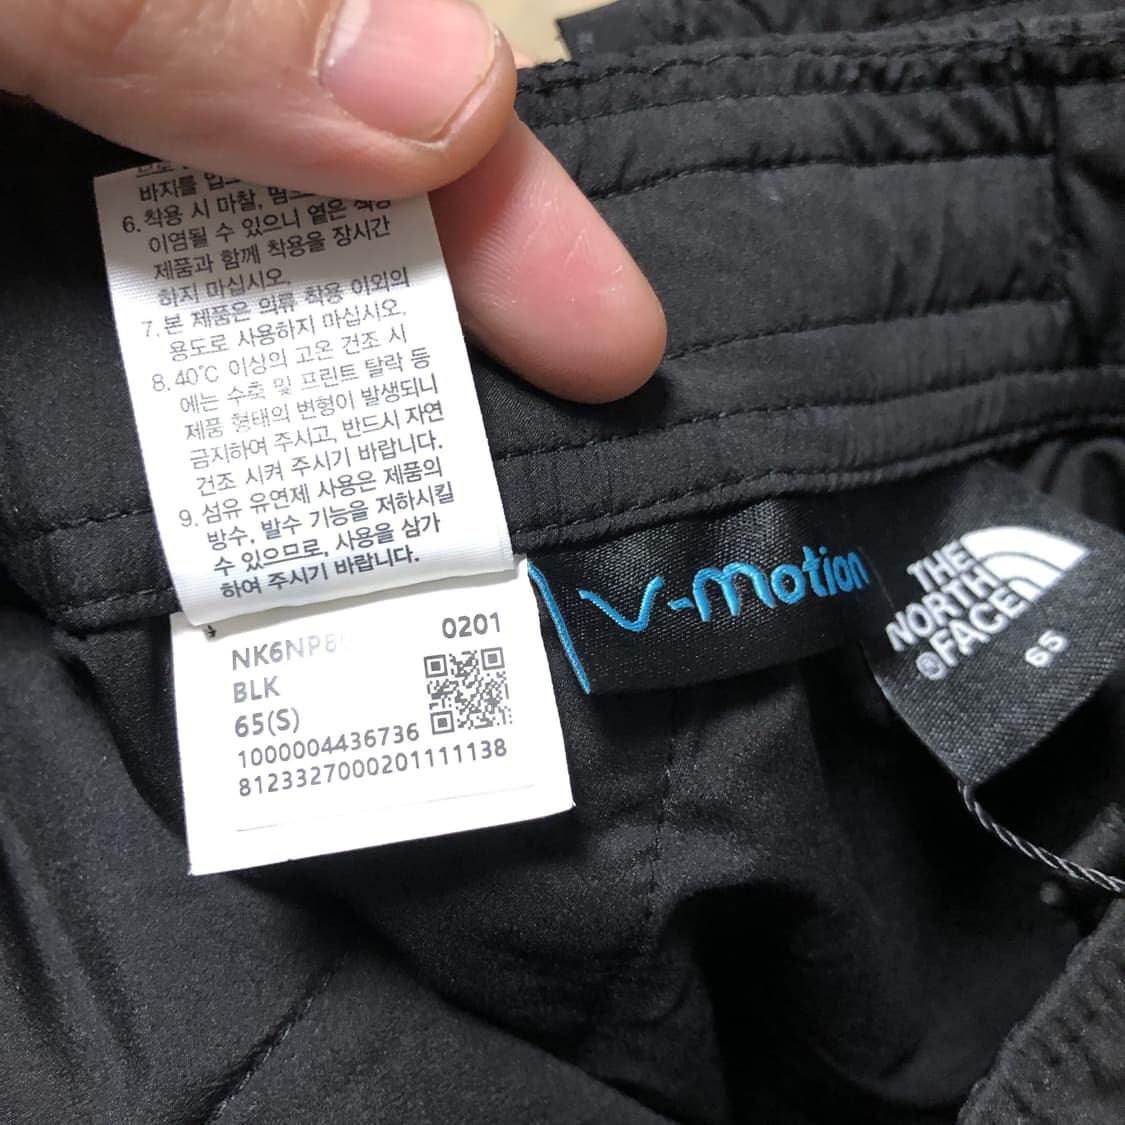 바지를
6. 착용 시 마찰,
이염될 수 있으니 옅은 색상
제품과 함께 착용을 장시간
하지 마십시오.
7. 본 제품은 의류 착용 이외의
용도로 사용하지 마십시오.
8. 40℃ 이상의 고온 건조 시
에는 수축 및 프린트 탈락 등
제품 형태의 변형이 발생되니
금지하여 주시고, 반드시 자연
건조 시켜 주시기 바랍니다.
9. 섬유 유연제 사용은 제품의
방수, 발수 기능을 저하시킬
수 있으므로, 사용을 삼가
하여 주시기 바랍니다.
0201
BLK
65(S)
1000004436736
8123327000201111138
V-motion
THE
NORTH
®FACE
65